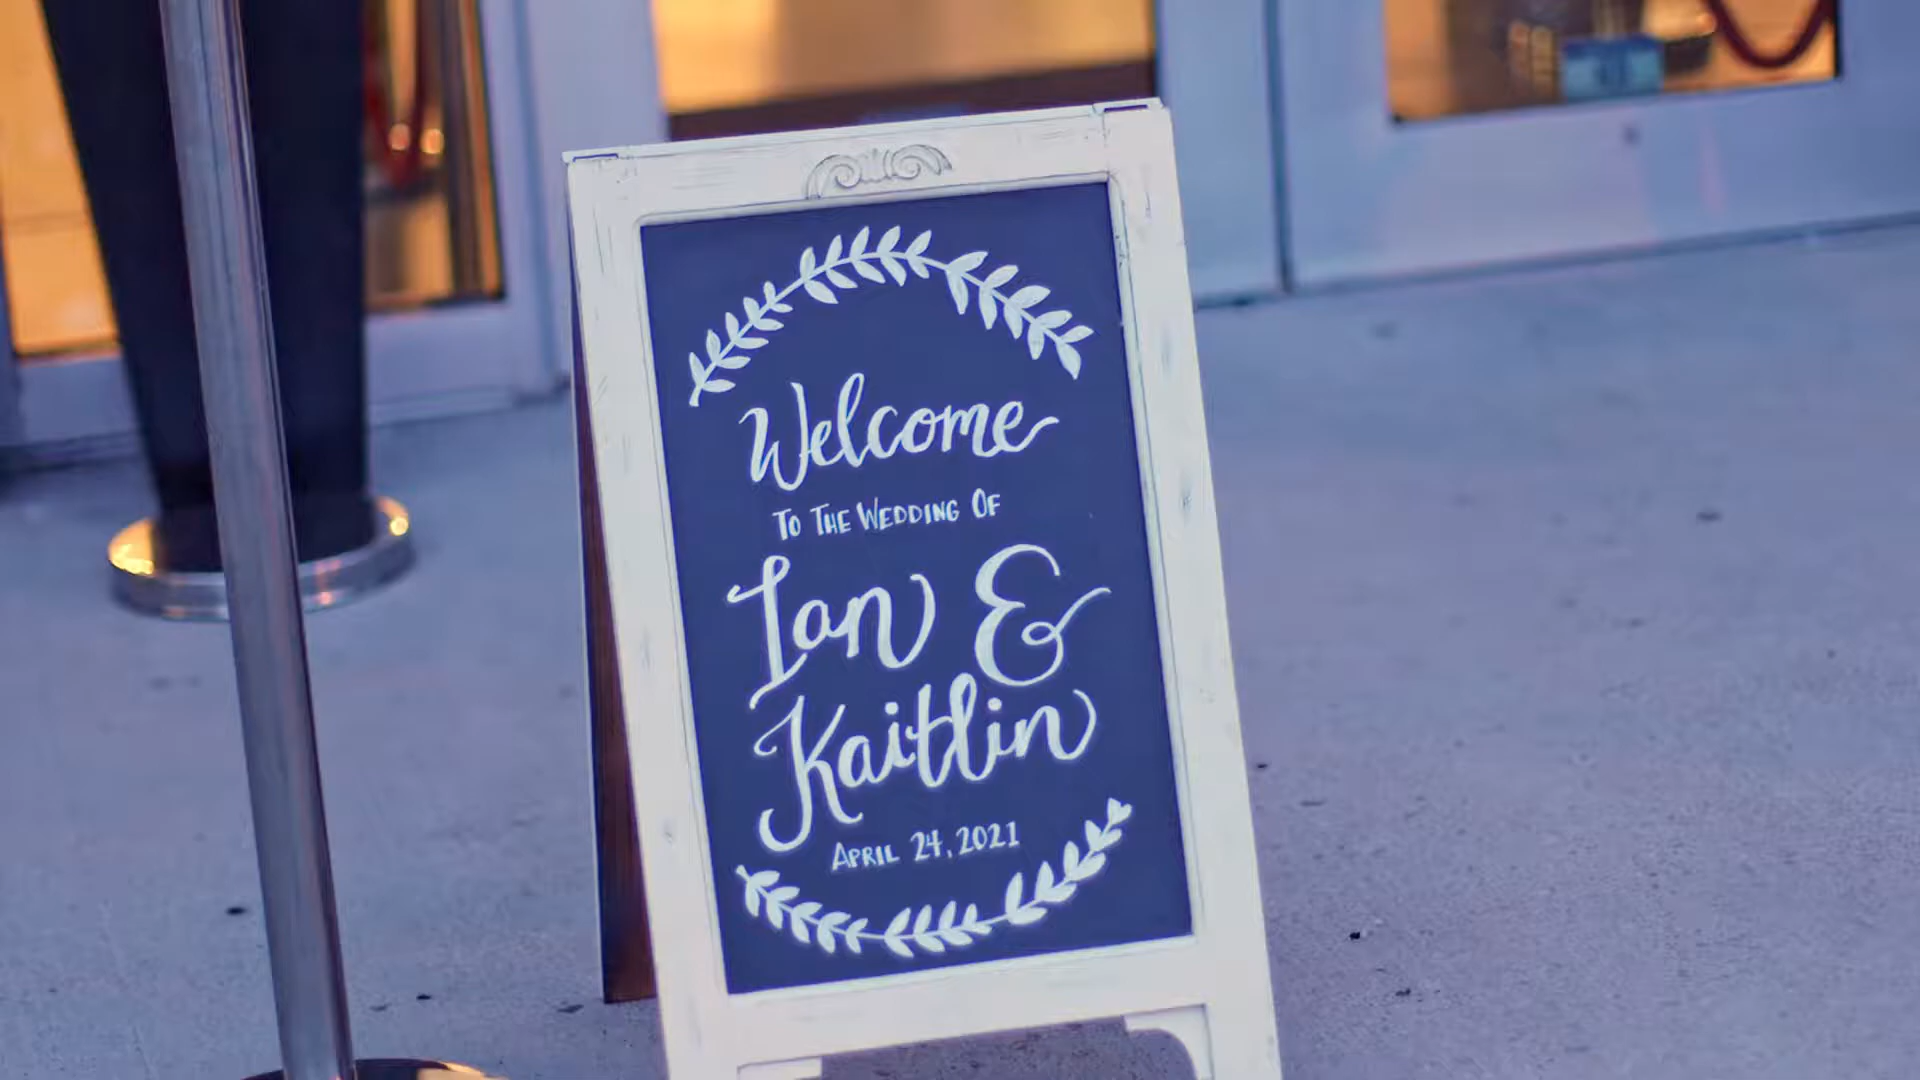 Welcome
To The Wedding Of
Ian &
Kaitlin
April 24, 2021